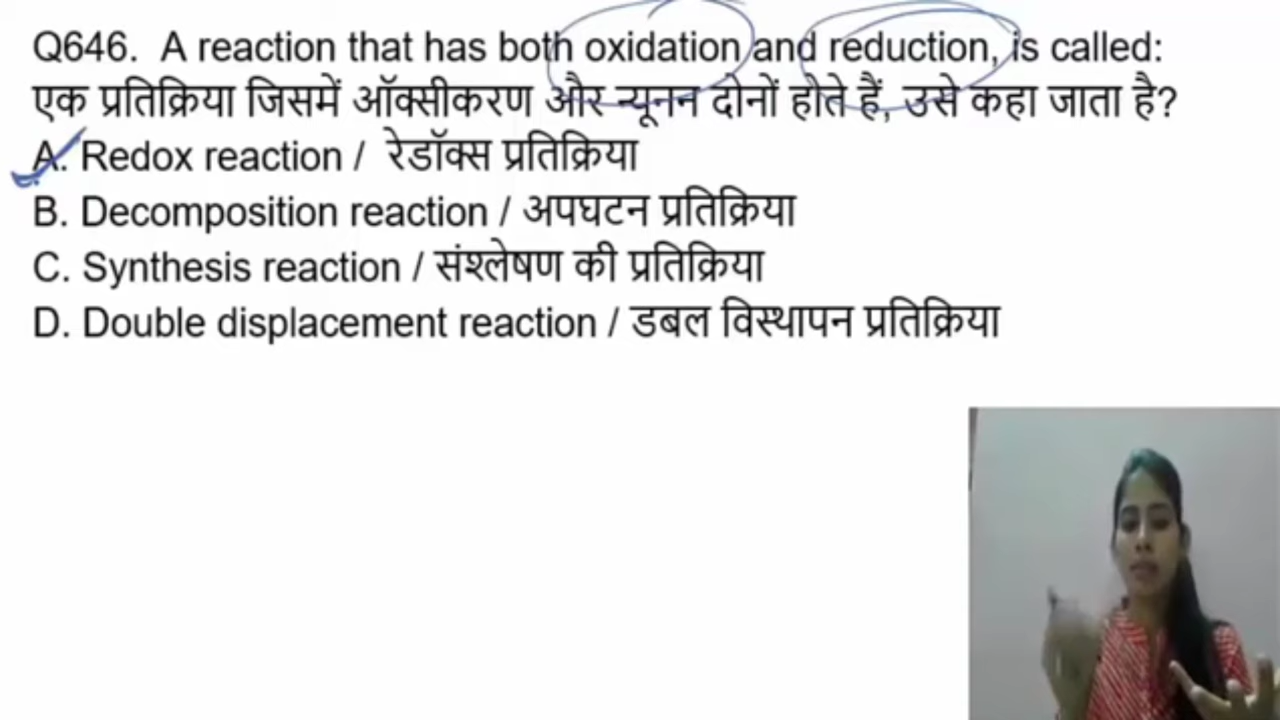 Q646. A reaction that has both oxidation and reduction, is called:
एक प्रतिक्रिया जिसमें ऑक्सीकरण और न्यूनन दोनों होते हैं, उसे कहा जाता है?
A. Redox reaction / रेडॉक्स प्रतिक्रिया
B. Decomposition reaction / अपघटन प्रतिक्रिया
C. Synthesis reaction / संश्लेषण की प्रतिक्रिया
D. Double displacement reaction / डबल विस्थापन प्रतिक्रिया